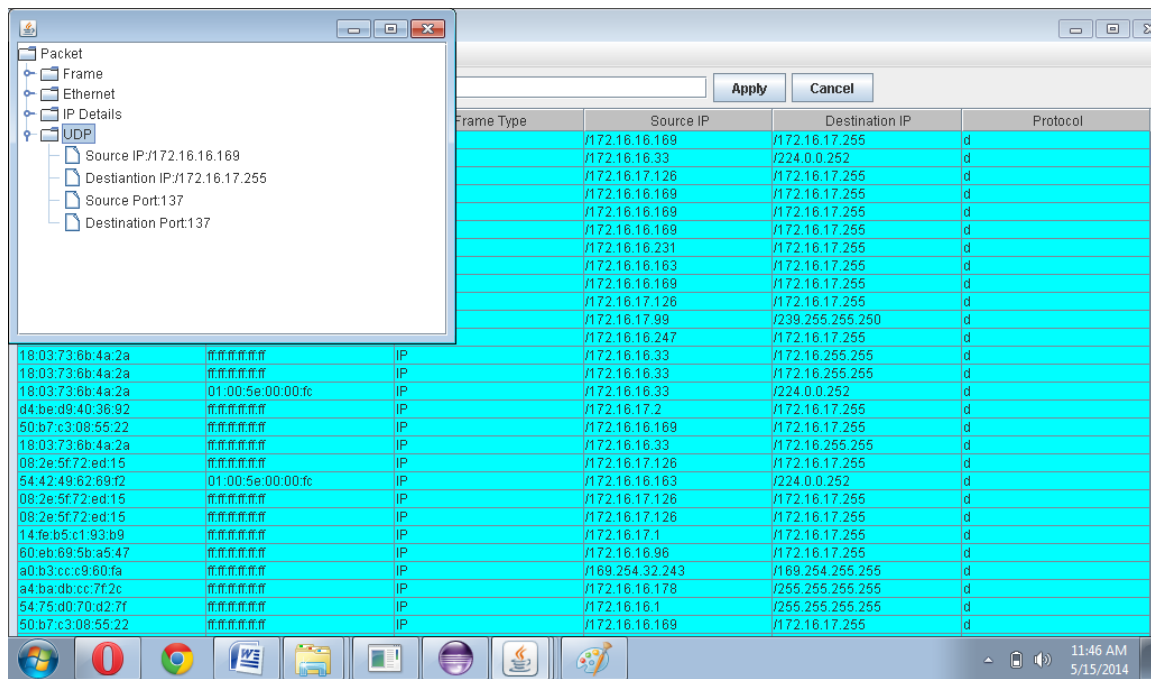 Packet
Frame
Ethernet
IP Details
UDP
Source IP:/172.16.16.169
Destiantion IP:/172.16.17.255
Source Port:137
Destination Port:137
Apply Cancel
Frame Type Source IP Destination IP Protocol
/172.16.16.169 /172.16.17.255 d
/172.16.16.33 /224.0.0.252 d
/172.16.17.126 /172.16.17.255 d
/172.16.16.169 /172.16.17.255 d
/172.16.16.169 /172.16.17.255 d
/172.16.16.169 /172.16.17.255 d
/172.16.16.231 /172.16.17.255 d
/172.16.16.163 /172.16.17.255 d
/172.16.16.169 /172.16.17.255 d
/172.16.17.126 /172.16.17.255 d
/172.16.17.99 /239.255.255.250 d
/172.16.16.247 /172.16.17.255 d
18:03:73:6b:4a:2a ff:ff:ff:ff:ff:ff IP /172.16.16.33 /172.16.255.255 d
18:03:73:6b:4a:2a ff:ff:ff:ff:ff:ff IP /172.16.16.33 /172.16.255.255 d
18:03:73:6b:4a:2a 01:00:5e:00:00:fc IP /172.16.16.33 /224.0.0.252 d
d4:be:d9:40:36:92 ff:ff:ff:ff:ff:ff IP /172.16.17.2 /172.16.17.255 d
50:b7:c3:08:55:22 ff:ff:ff:ff:ff:ff IP /172.16.16.169 /172.16.17.255 d
18:03:73:6b:4a:2a ff:ff:ff:ff:ff:ff IP /172.16.16.33 /172.16.255.255 d
08:2e:5f:72:ed:15 ff:ff:ff:ff:ff:ff IP /172.16.17.126 /172.16.17.255 d
54:42:49:62:69:f2 01:00:5e:00:00:fc IP /172.16.16.163 /224.0.0.252 d
08:2e:5f:72:ed:15 ff:ff:ff:ff:ff:ff IP /172.16.17.126 /172.16.17.255 d
08:2e:5f:72:ed:15 ff:ff:ff:ff:ff:ff IP /172.16.17.126 /172.16.17.255 d
14:fe:b5:c1:93:b9 ff:ff:ff:ff:ff:ff IP /172.16.17.1 /172.16.17.255 d
60:eb:69:5b:a5:47 ff:ff:ff:ff:ff:ff IP /172.16.16.96 /172.16.17.255 d
a0:b3:cc:c9:60:fa ff:ff:ff:ff:ff:ff IP /169.254.32.243 /169.254.255.255 d
a4:ba:db:cc:7f:2c ff:ff:ff:ff:ff:ff IP /172.16.16.178 /255.255.255.255 d
54:75:d0:70:d2:7f ff:ff:ff:ff:ff:ff IP /172.16.16.1 /255.255.255.255 d
50:b7:c3:08:55:22 ff:ff:ff:ff:ff:ff IP /172.16.16.169 /172.16.17.255 d
11:46 AM
5/15/2014